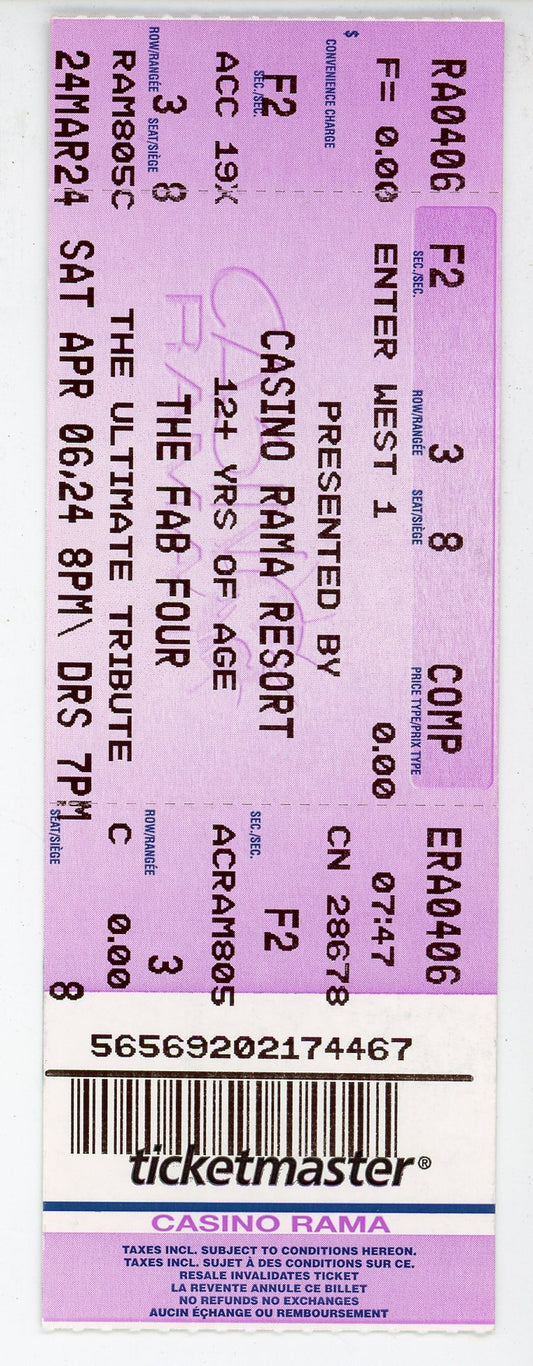 RA0406
F= 0.00
$ CONVENIENCE CHARGE
SEC./SEC.
F2
ACC 19X
ROW/RANGÉE SEAT/SIÈGE
3 8
RAM805C
24MAR24
F2 3 8 COMP
SEC./SEC. ROW/RANGÉE SEAT/SIÈGE PRICE TYPE/PRIX TYPE
ENTER WEST 1 0.00
PRESENTED BY
CASINO RAMA RESORT
12+ YRS OF AGE
THE FAB FOUR
THE ULTIMATE TRIBUTE
SAT APR 06,24 8PM\ DRS 7PM
CASINO
RAMA
ERA0406
07:47
CN 28678
F2
SEC./SEC.
ACRAM805
3
ROW/RANGÉE
C 0.00
8
SEAT/SIÈGE
56569202174467
ticketmaster®
CASINO RAMA
TAXES INCL. SUBJECT TO CONDITIONS HEREON.
TAXES INCL. SUJET À DES CONDITIONS SUR CE.
RESALE INVALIDATES TICKET
LA REVENTE ANNULE CE BILLET
NO REFUNDS NO EXCHANGES
AUCIN ÉÇHANGE OU REMBOURSEMENT